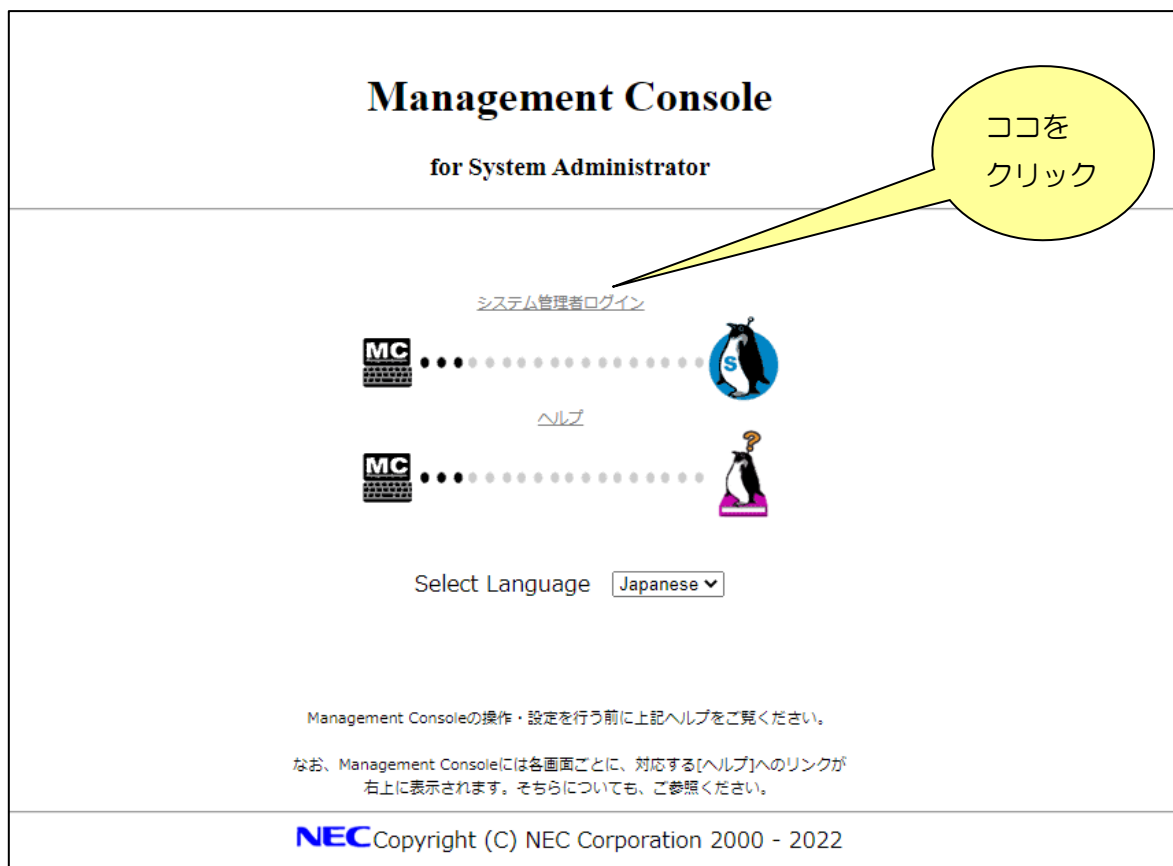 Management Console
for System Administrator
ココを
クリック
システム管理者ログイン
MC
S
ヘルプ
MC
?
Select Language Japanese
Management Consoleの操作・設定を行う前に上記ヘルプをご覧ください。
なお、Management Consoleには各画面ごとに、対応する[ヘルプ]へのリンクが
右上に表示されます。そちらについても、ご参照ください。
NEC Copyright (C) NEC Corporation 2000 - 2022